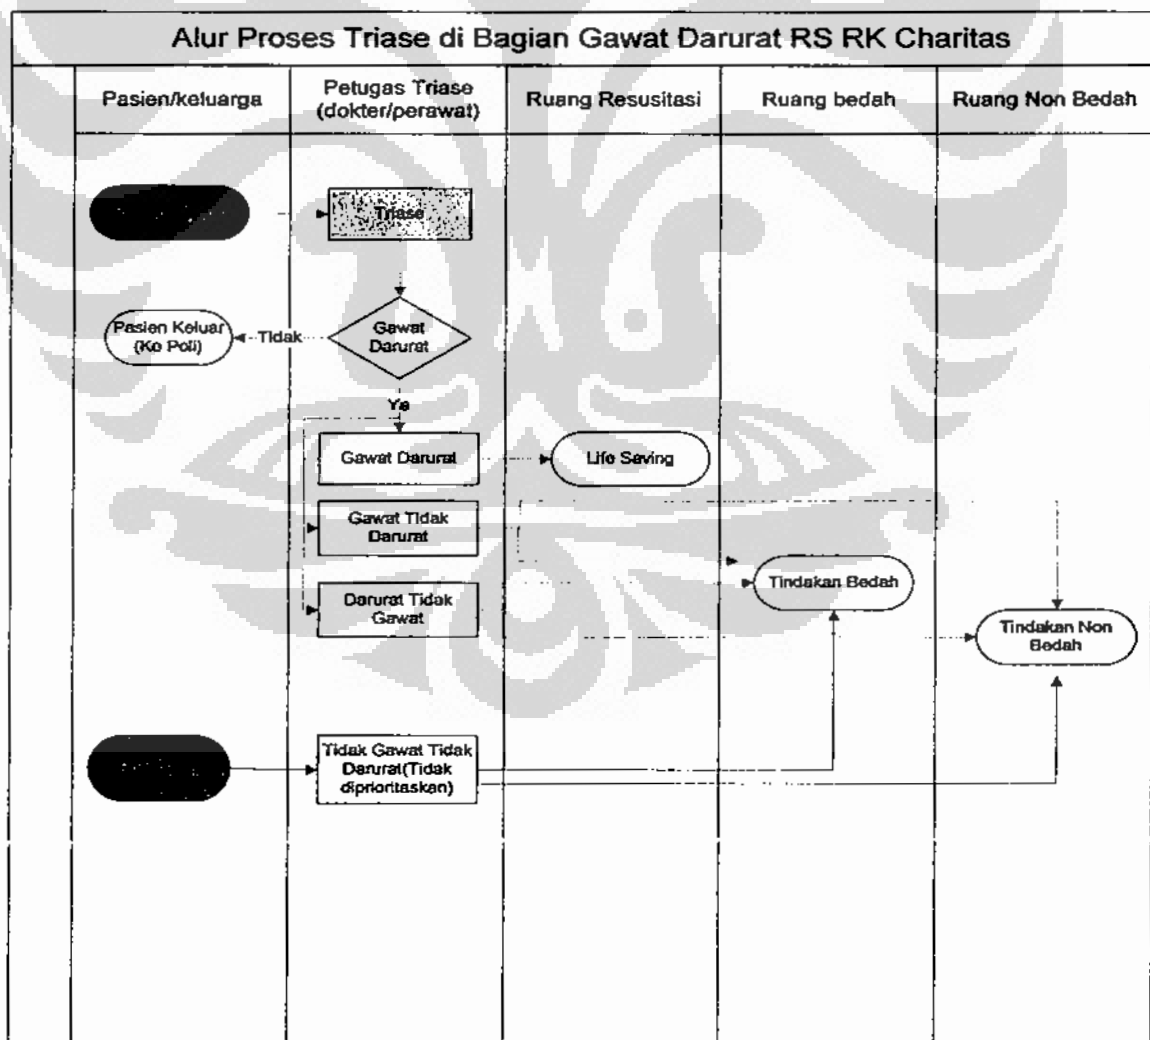 Alur Proses Triase di Bagian Gawat Darurat RS RK Charitas
Pasien/keluarga
Petugas Triase
(dokter/perawat)
Ruang Resusitasi
Ruang bedah
Ruang Non Bedah
Triase
Gawat
Darurat
Tidak
Pasien Keluar
(Ke Poli)
Ya
Gawat Darurat
Life Saving
Gawat Tidak
Darurat
Tindakan Bedah
Darurat Tidak
Gawat
Tindakan Non
Bedah
Tidak Gawat Tidak
Darurat(Tidak
diprioritaskan)